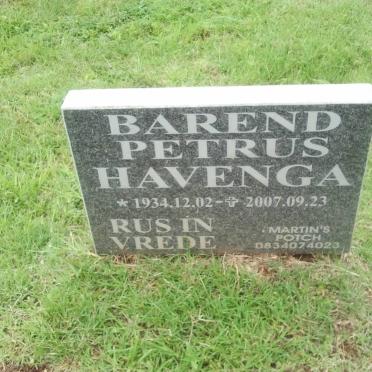 BAREND
PETRUS
HAVENGA
* 1934.12.02 - ✞ 2007.09.23
RUS IN
VREDE
MARTIN'S
POTCH
0834074023